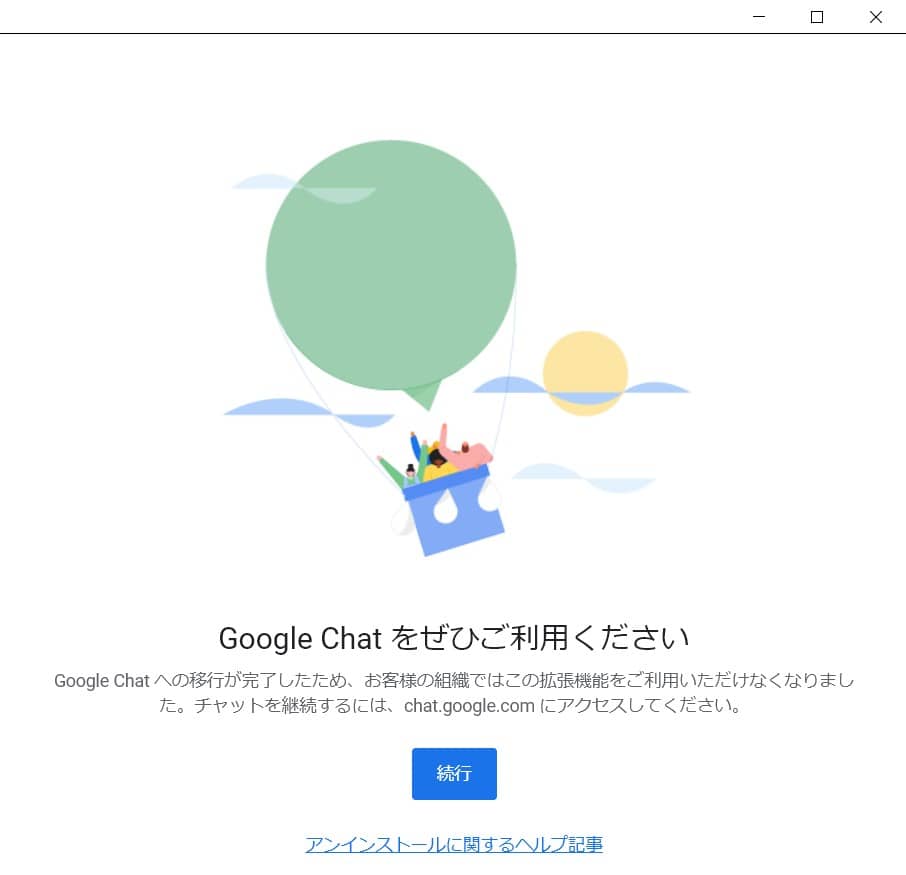 Google Chat をぜひご利用ください
Google Chat への移行が完了したため、お客様の組織ではこの拡張機能をご利用いただけなくなりまし
た。チャットを継続するには、chat.google.com にアクセスしてください。
続行
アンインストールに関するヘルプ記事